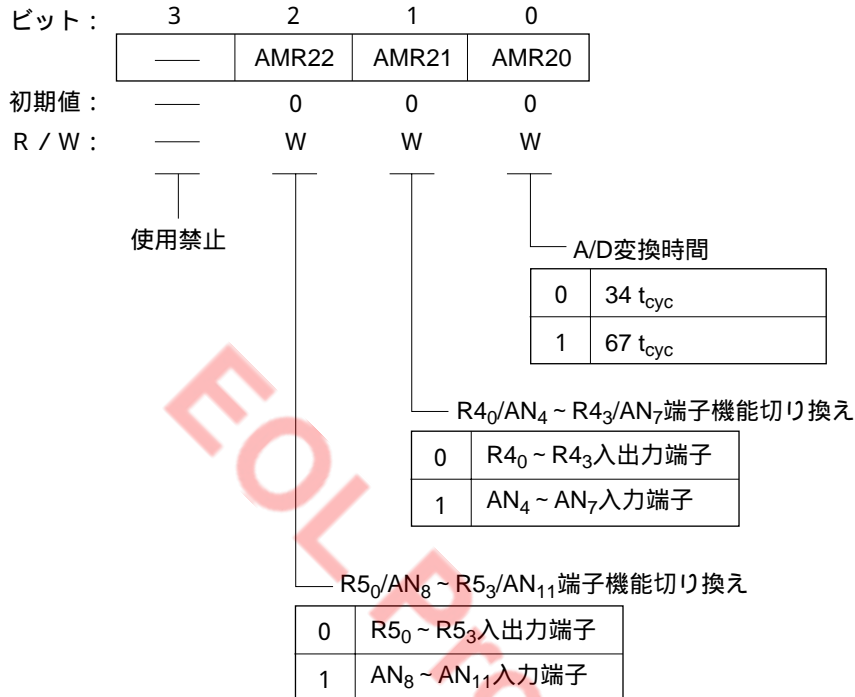 ビット： 3 2 1 0
—— AMR22 AMR21 AMR20
初期値： —— 0 0 0
R／W： —— W W W
使用禁止
A/D変換時間
0 34 tcyc
1 67 tcyc
R40/AN4～R43/AN7端子機能切り換え
0 R40～R43入出力端子
1 AN4～AN7入力端子
R50/AN8～R53/AN11端子機能切り換え
0 R50～R53入出力端子
1 AN8～AN11入力端子
EOL Pro